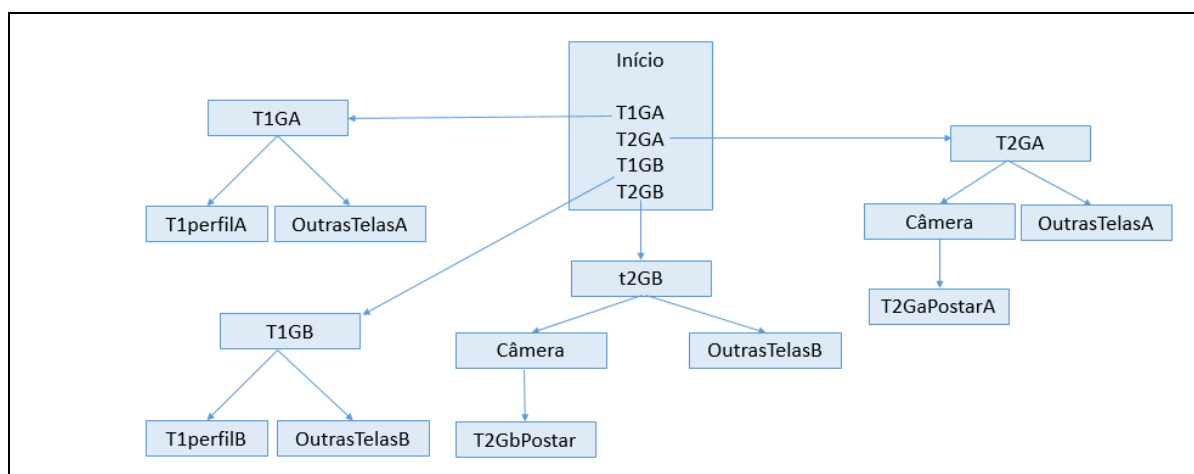 Início
T1GA
T2GA
T1GB
T2GB
T1GA
T1perfilA
OutrasTelasA
T2GA
Câmera
OutrasTelasA
T2GaPostarA
t2GB
Câmera
OutrasTelasB
T2GbPostar
T1GB
T1perfilB
OutrasTelasB